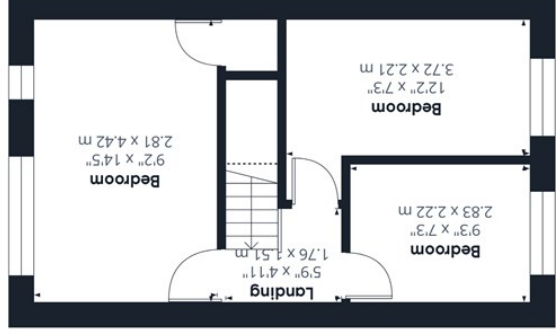 Landing
5'9" x 4'11"
1.76 x 1.51 m
Bedroom
9'3" x 7'3"
2.83 x 2.22 m
Bedroom
9'2" x 14'5"
2.81 x 4.42 m
Bedroom
12'2" x 7'3"
3.72 x 2.21 m